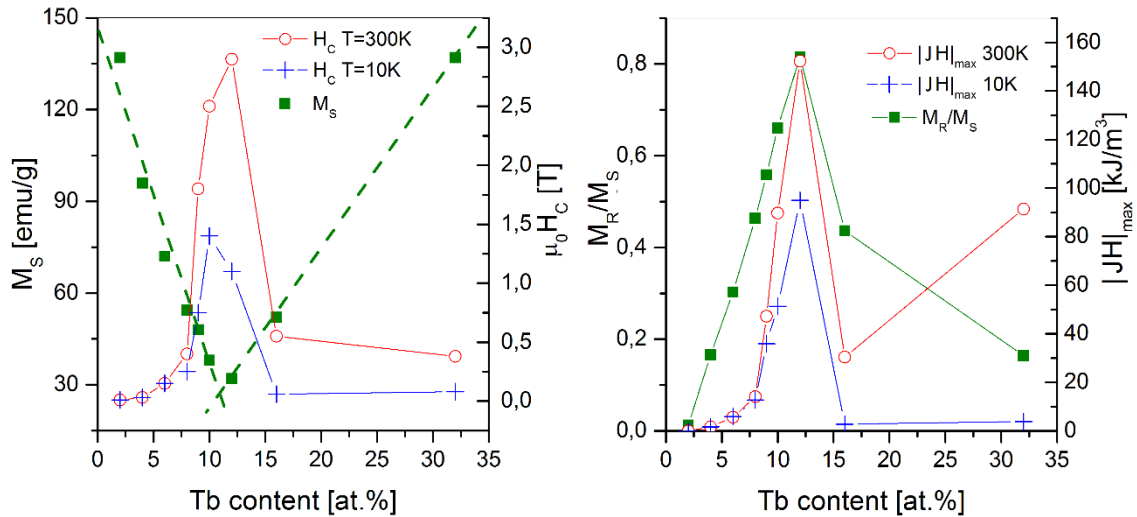 150
120
90
60
30
M_S [emu/g]
H_C T=300K
H_C T=10K
M_S
3,0
2,5
2,0
1,5
1,0
0,5
0,0
μ₀H_C [T]
0 5 10 15 20 25 30 35
Tb content [at.%]
0,8
0,6
0,4
0,2
0,0
M_R/M_S
|JH|_max 300K
|JH|_max 10K
M_R/M_S
160
140
120
100
80
60
40
20
0
|JH|_max [kJ/m³]
0 5 10 15 20 25 30 35
Tb content [at.%]